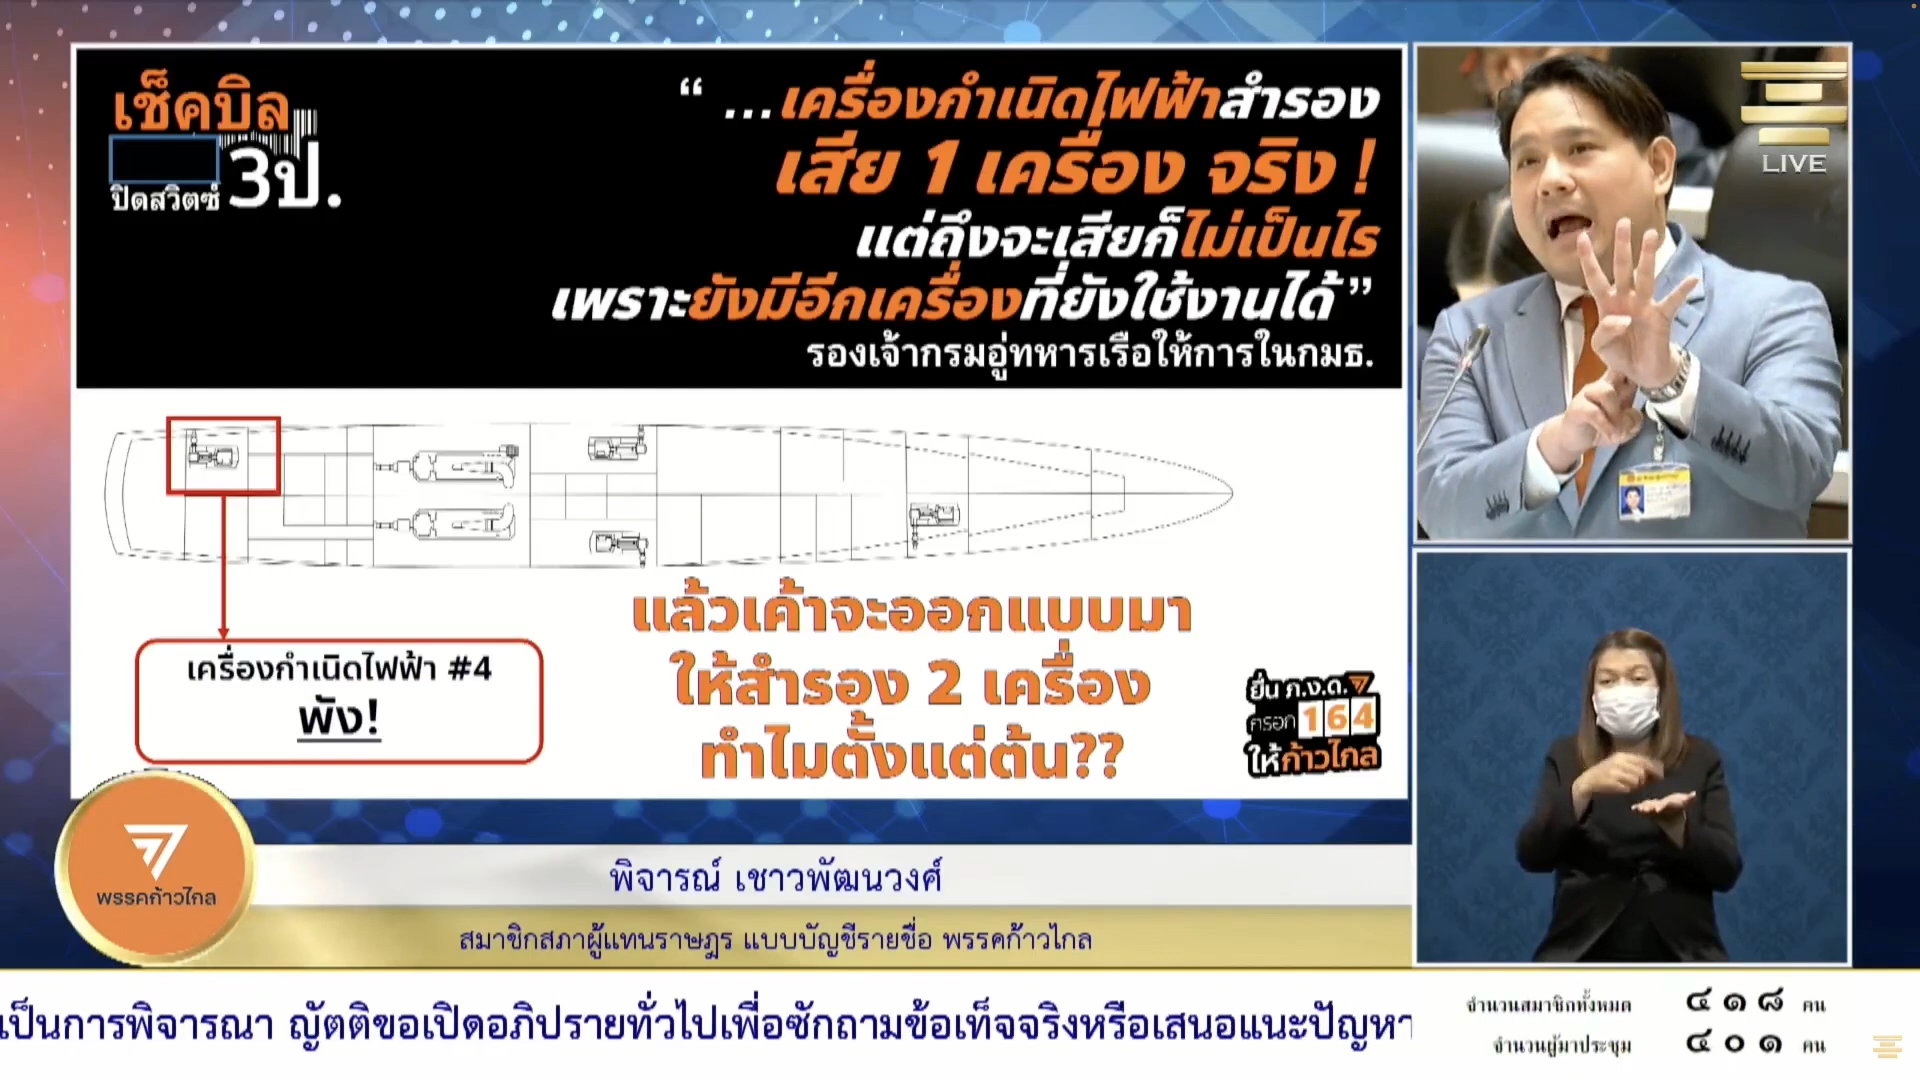 เช็คบิล
ปิดสวิตซ์ 3ป.
“ ...เครื่องกำเนิดไฟฟ้าสำรอง
เสีย 1 เครื่อง จริง !
แต่ถึงจะเสียก็ไม่เป็นไร
เพราะยังมีอีกเครื่องที่ยังใช้งานได้ ”
รองเจ้ากรมอู่ทหารเรือให้การในกมธ.
LIVE
เครื่องกำเนิดไฟฟ้า #4
พัง!
แล้วเค้าจะออกแบบมา
ให้สำรอง 2 เครื่อง
ทำไมตั้งแต่ต้น??
ยื่น ภ.ง.ด.
กรอก 164
ให้ก้าวไกล
พรรคก้าวไกล
พิจารณ์ เชาวพัฒนวงศ์
สมาชิกสภาผู้แทนราษฎร แบบบัญชีรายชื่อ พรรคก้าวไกล
เป็นการพิจารณา ญัตติขอเปิดอภิปรายทั่วไปเพื่อซักถามข้อเท็จจริงหรือเสนอแนะปัญหา
จำนวนสมาชิกทั้งหมด ๔๑๘ คน
จำนวนผู้มาประชุม ๔๐๑ คน